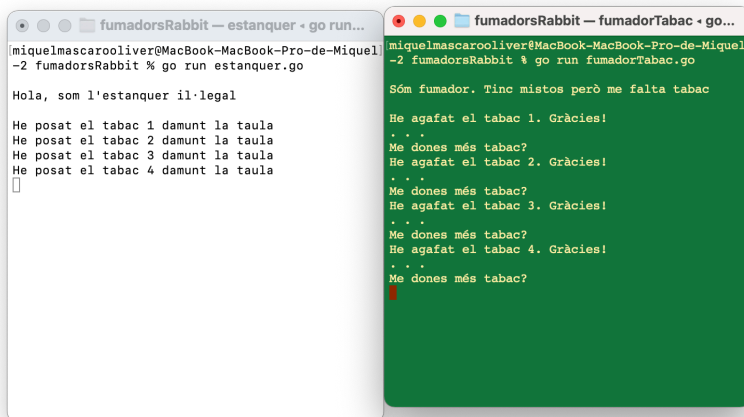 fumadorsRabbit — estanquer ◂ go run...
[miquelmascarooliver@MacBook-MacBook-Pro-de-Miquel]
-2 fumadorsRabbit % go run estanquer.go
Hola, som l'estanquer il·legal
He posat el tabac 1 damunt la taula
He posat el tabac 2 damunt la taula
He posat el tabac 3 damunt la taula
He posat el tabac 4 damunt la taula
fumadorsRabbit — fumadorTabac ◂ go...
[miquelmascarooliver@MacBook-MacBook-Pro-de-Miquel
-2 fumadorsRabbit % go run fumadorTabac.go
Sóm fumador. Tinc mistos però me falta tabac
He agafat el tabac 1. Gràcies!
. . .
Me dones més tabac?
He agafat el tabac 2. Gràcies!
. . .
Me dones més tabac?
He agafat el tabac 3. Gràcies!
. . .
Me dones més tabac?
He agafat el tabac 4. Gràcies!
. . .
Me dones més tabac?